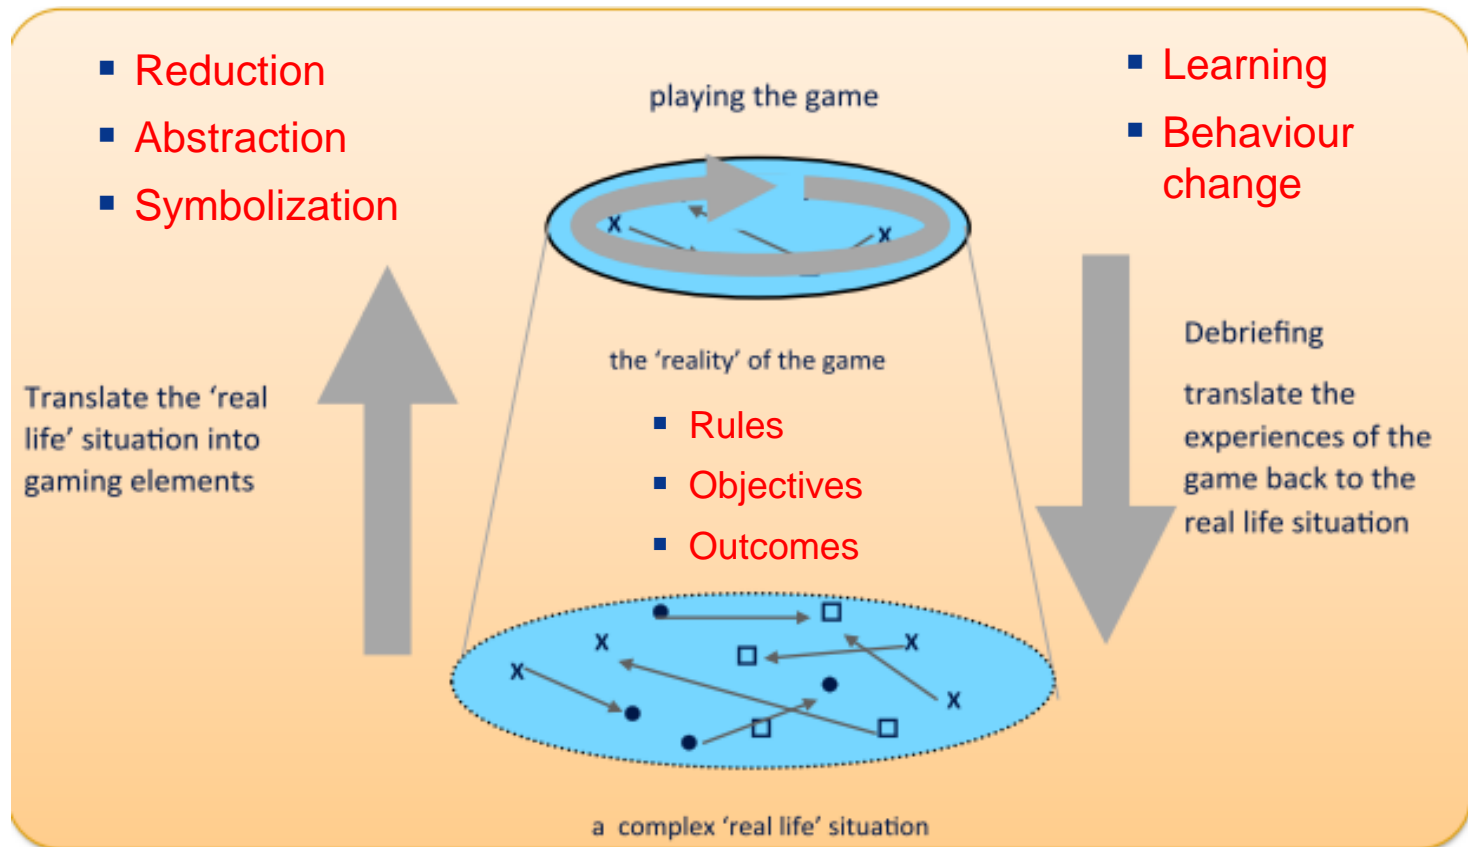 Reduction
Abstraction
Symbolization
playing the game
Learning
Behaviour
change
x
x
Translate the ‘real
life’ situation into
gaming elements
the ‘reality’ of the game
Rules
Objectives
Outcomes
Debriefing
translate the
experiences of the
game back to the
real life situation
x
x
x
x
a complex ‘real life’ situation